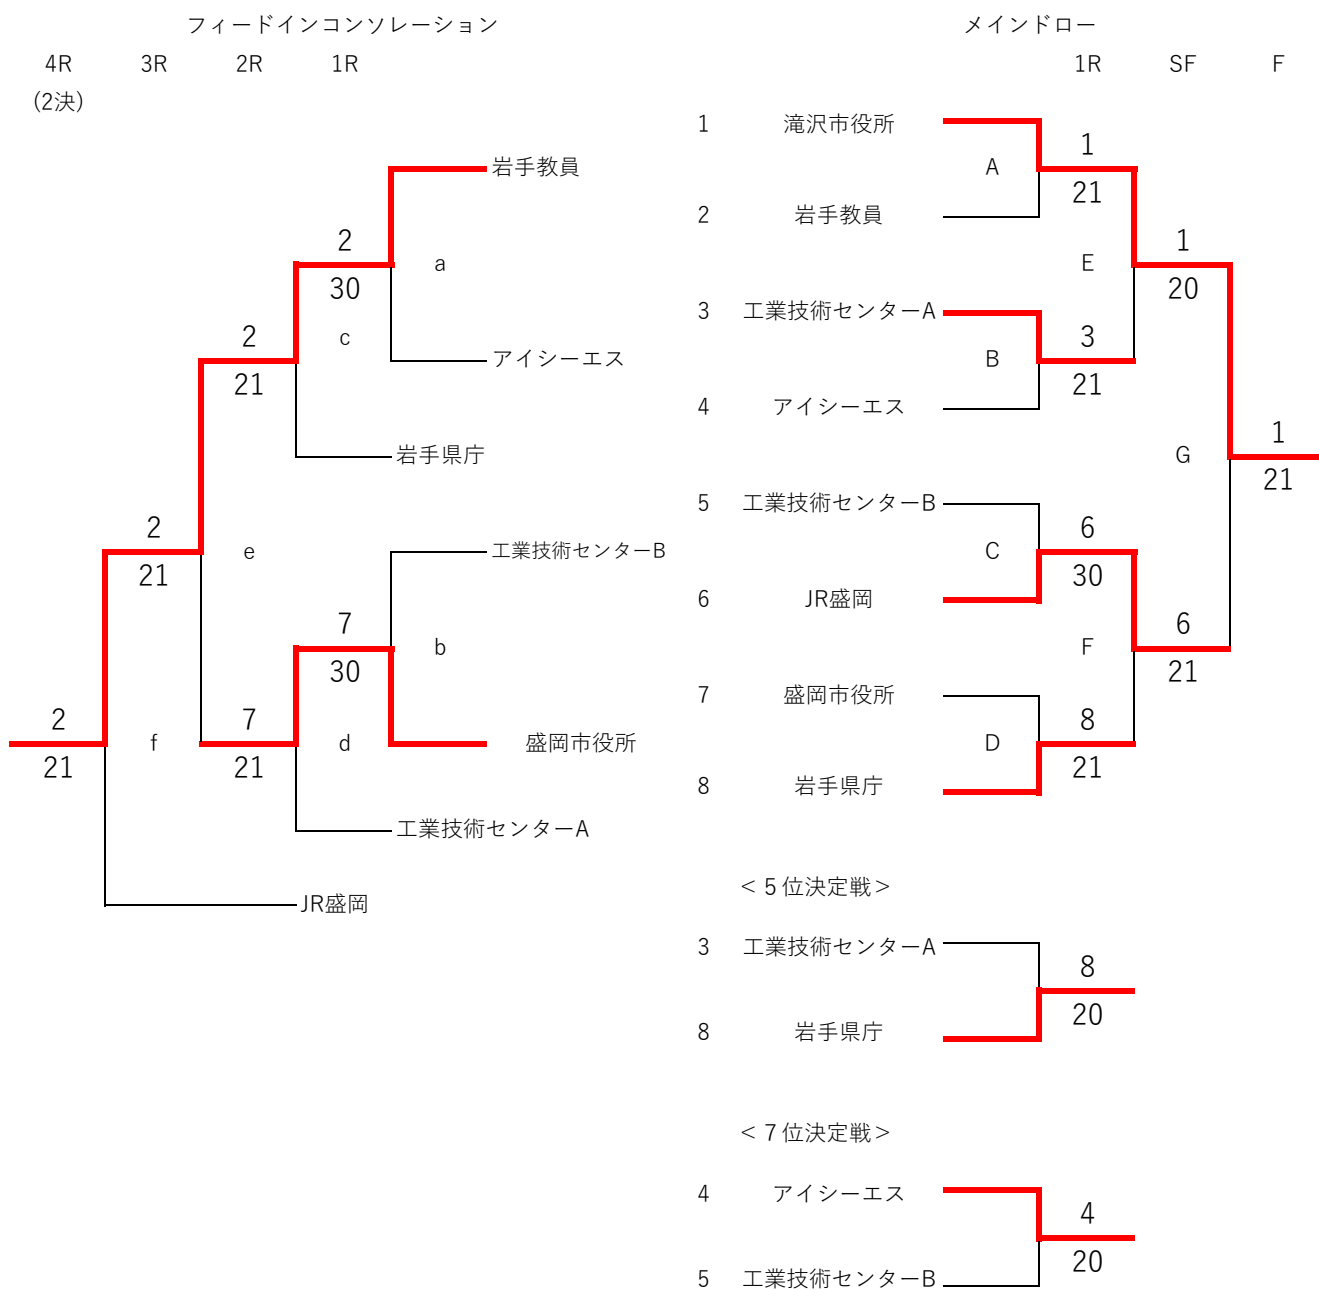 フィードインコンソレーション
4R 3R 2R 1R
(2決)
岩手教員
2
a
30
c
2
アイシーエス
21
岩手県庁
2
e
工業技術センターB
21
7
b
30
2
7
f
d
盛岡市役所
21
21
工業技術センターA
JR盛岡
メインドロー
1R SF F
1 滝沢市役所
1
A
21
2 岩手教員
1
E
20
3 工業技術センターA
3
B
21
4 アイシーエス
1
G
21
5 工業技術センターB
6
C
30
6 JR盛岡
6
F
21
7 盛岡市役所
8
D
21
8 岩手県庁
＜５位決定戦＞
3 工業技術センターA
8
20
8 岩手県庁
＜７位決定戦＞
4 アイシーエス
4
20
5 工業技術センターB